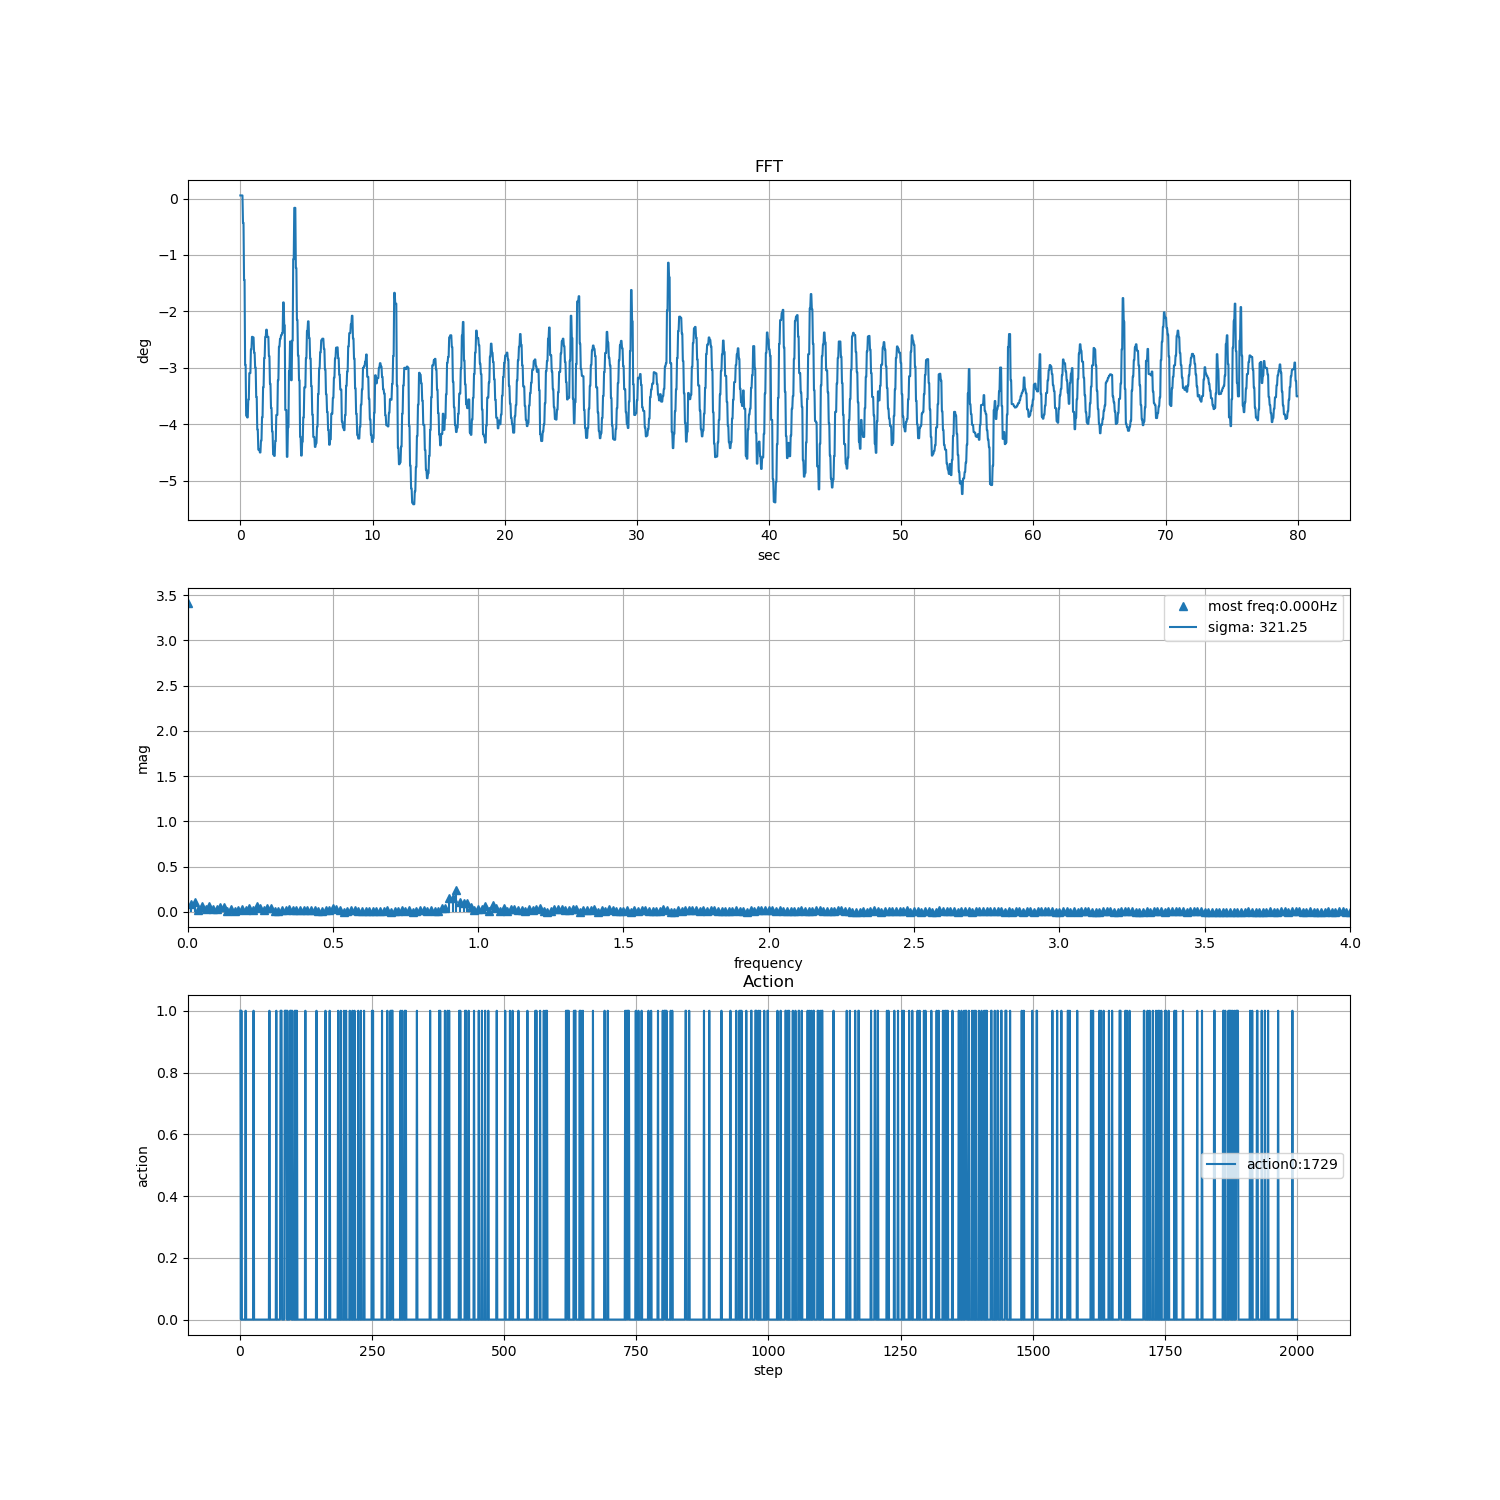 FFT
0
−1
−2
−3
−4
−5
deg
0 10 20 30 40 50 60 70 80
sec
3.5
3.0
2.5
2.0
1.5
1.0
0.5
0.0
mag
most freq:0.000Hz
sigma: 321.25
0.0 0.5 1.0 1.5 2.0 2.5 3.0 3.5 4.0
frequency
Action
1.0
0.8
0.6
0.4
0.2
0.0
action
action0:1729
0 250 500 750 1000 1250 1500 1750 2000
step